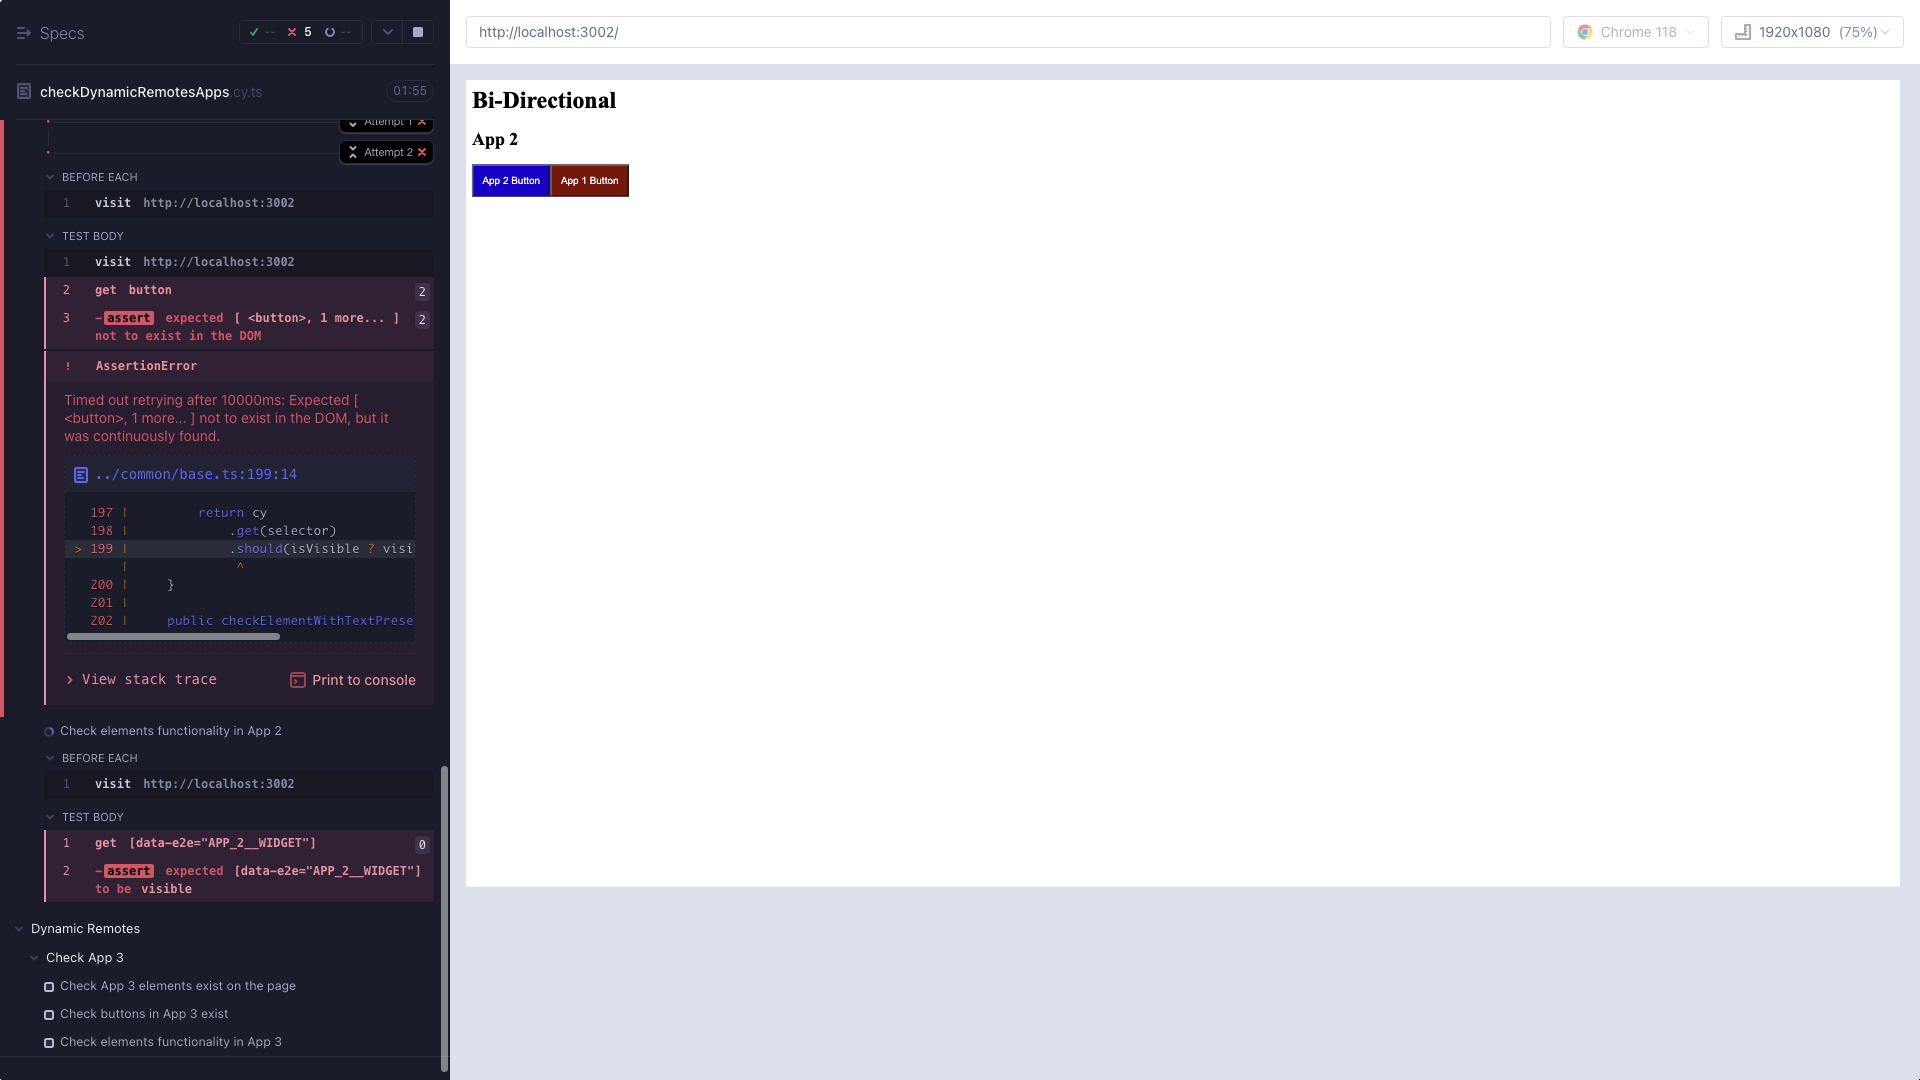 Specs
-- 5 --
checkDynamicRemotesApps.cy.ts 01:55
Attempt 1
Attempt 2
BEFORE EACH
1 visit http://localhost:3002
TEST BODY
1 visit http://localhost:3002
2 get button 2
3 -assert expected [ <button>, 1 more... ] 2
not to exist in the DOM
! AssertionError
Timed out retrying after 10000ms: Expected [
<button>, 1 more... ] not to exist in the DOM, but it
was continuously found.
../common/base.ts:199:14
197 | return cy
198 | .get(selector)
> 199 | .should(isVisible ? visi
| ^
200 | }
201 |
202 | public checkElementWithTextPrese
View stack trace Print to console
Check elements functionality in App 2
BEFORE EACH
1 visit http://localhost:3002
TEST BODY
1 get [data-e2e="APP_2__WIDGET"] 0
2 -assert expected [data-e2e="APP_2__WIDGET"]
to be visible
Dynamic Remotes
Check App 3
Check App 3 elements exist on the page
Check buttons in App 3 exist
Check elements functionality in App 3
http://localhost:3002/ Chrome 118 1920x1080 (75%)
Bi-Directional
App 2
App 2 Button App 1 Button